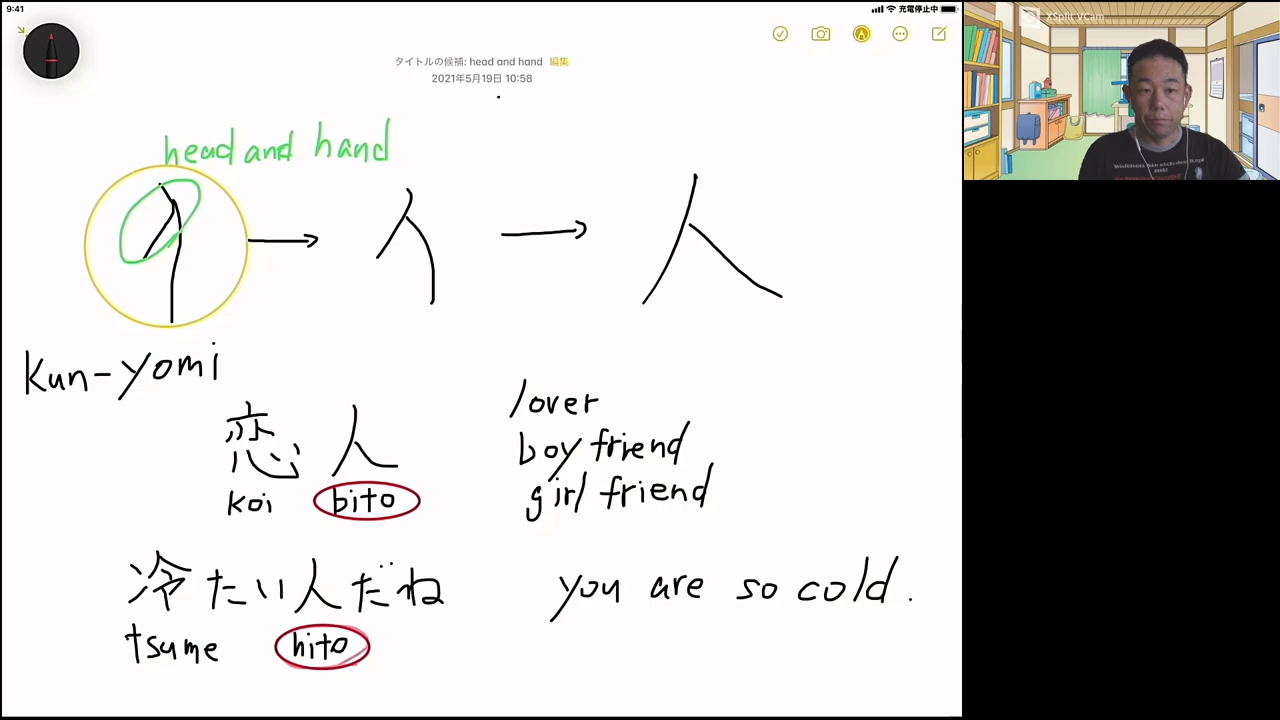 9:41
充電停止中
XSplit VCam
タイトルの候補: head and hand 編集
2021年5月19日 10:58
head and hand
Kun-yomi
恋人
koi bito
lover
boy friend
girl friend
冷たい人だね
tsume hito
you are so cold.